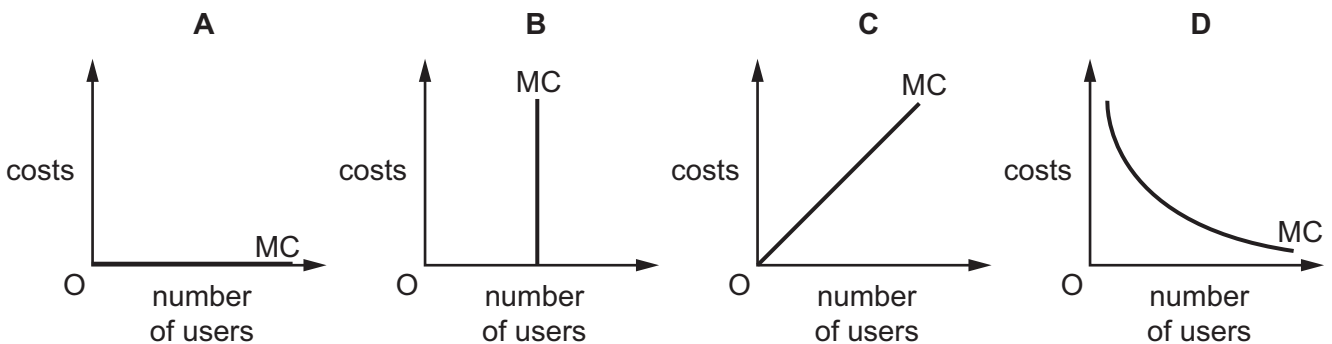 A B C D
MC
MC
costs costs costs costs
MC MC
O O O O
number number number number
of users of users of users of users